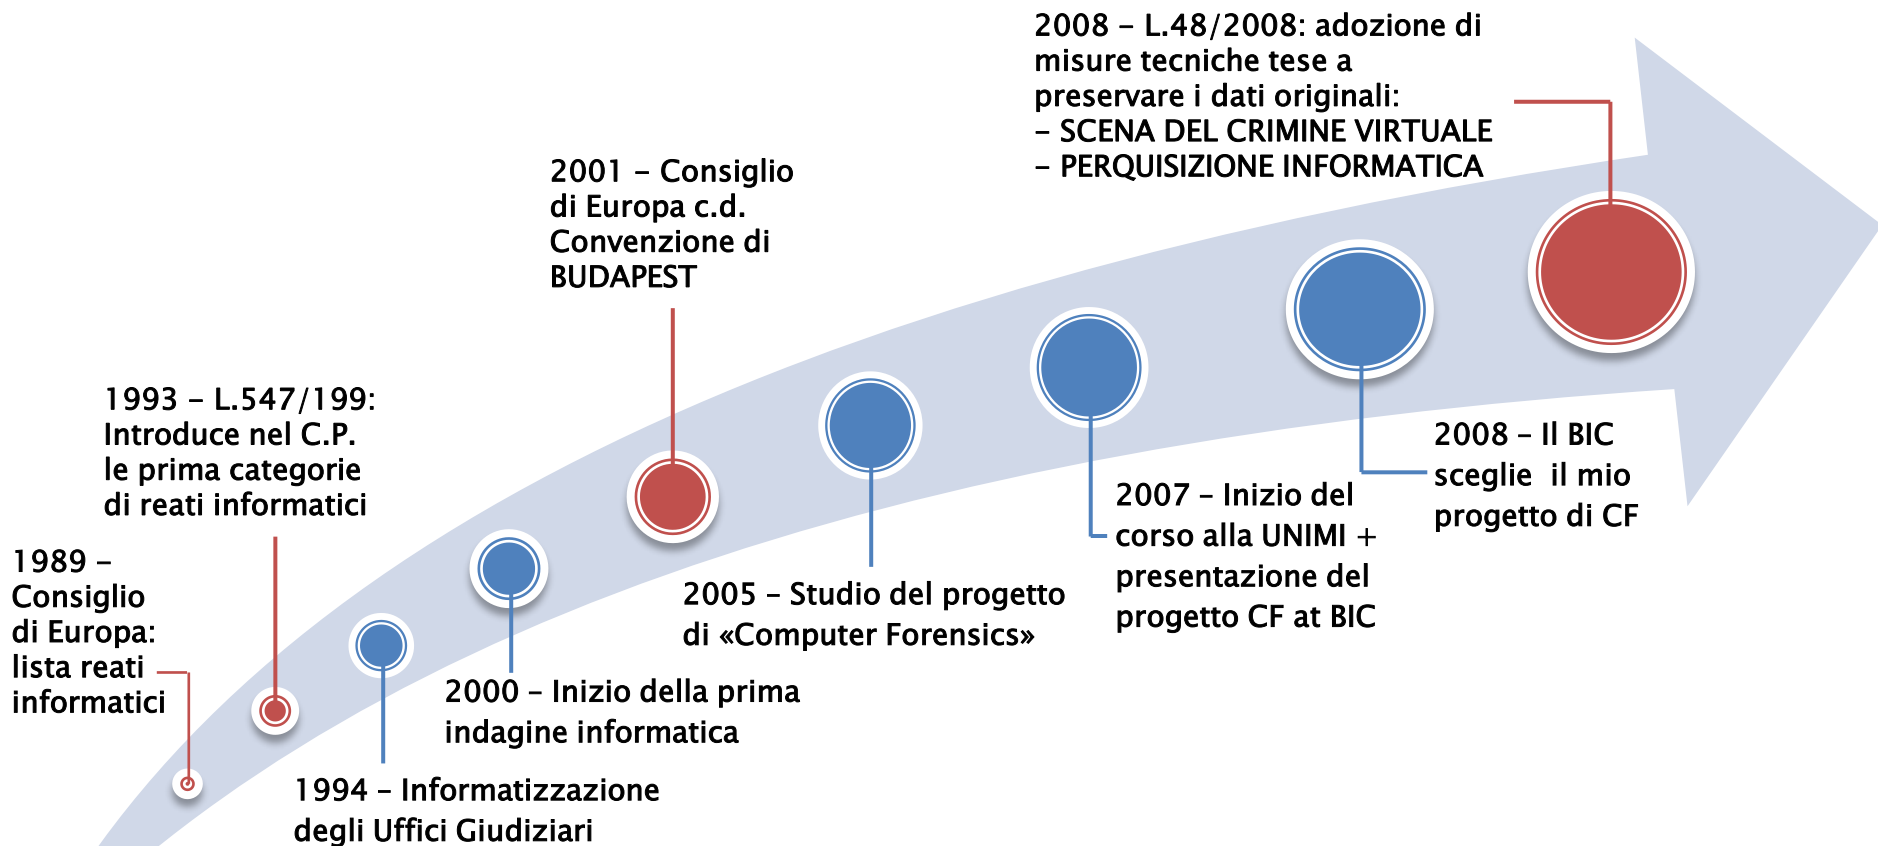 1989 –
Consiglio
di Europa:
lista reati
informatici
1993 – L.547/199:
Introduce nel C.P.
le prima categorie
di reati informatici
1994 – Informatizzazione
degli Uffici Giudiziari
2000 – Inizio della prima
indagine informatica
2001 – Consiglio
di Europa c.d.
Convenzione di
BUDAPEST
2005 – Studio del progetto
di «Computer Forensics»
2007 – Inizio del
corso alla UNIMI +
presentazione del
progetto CF at BIC
2008 – Il BIC
sceglie il mio
progetto di CF
2008 – L.48/2008: adozione di
misure tecniche tese a
preservare i dati originali:
– SCENA DEL CRIMINE VIRTUALE
– PERQUISIZIONE INFORMATICA